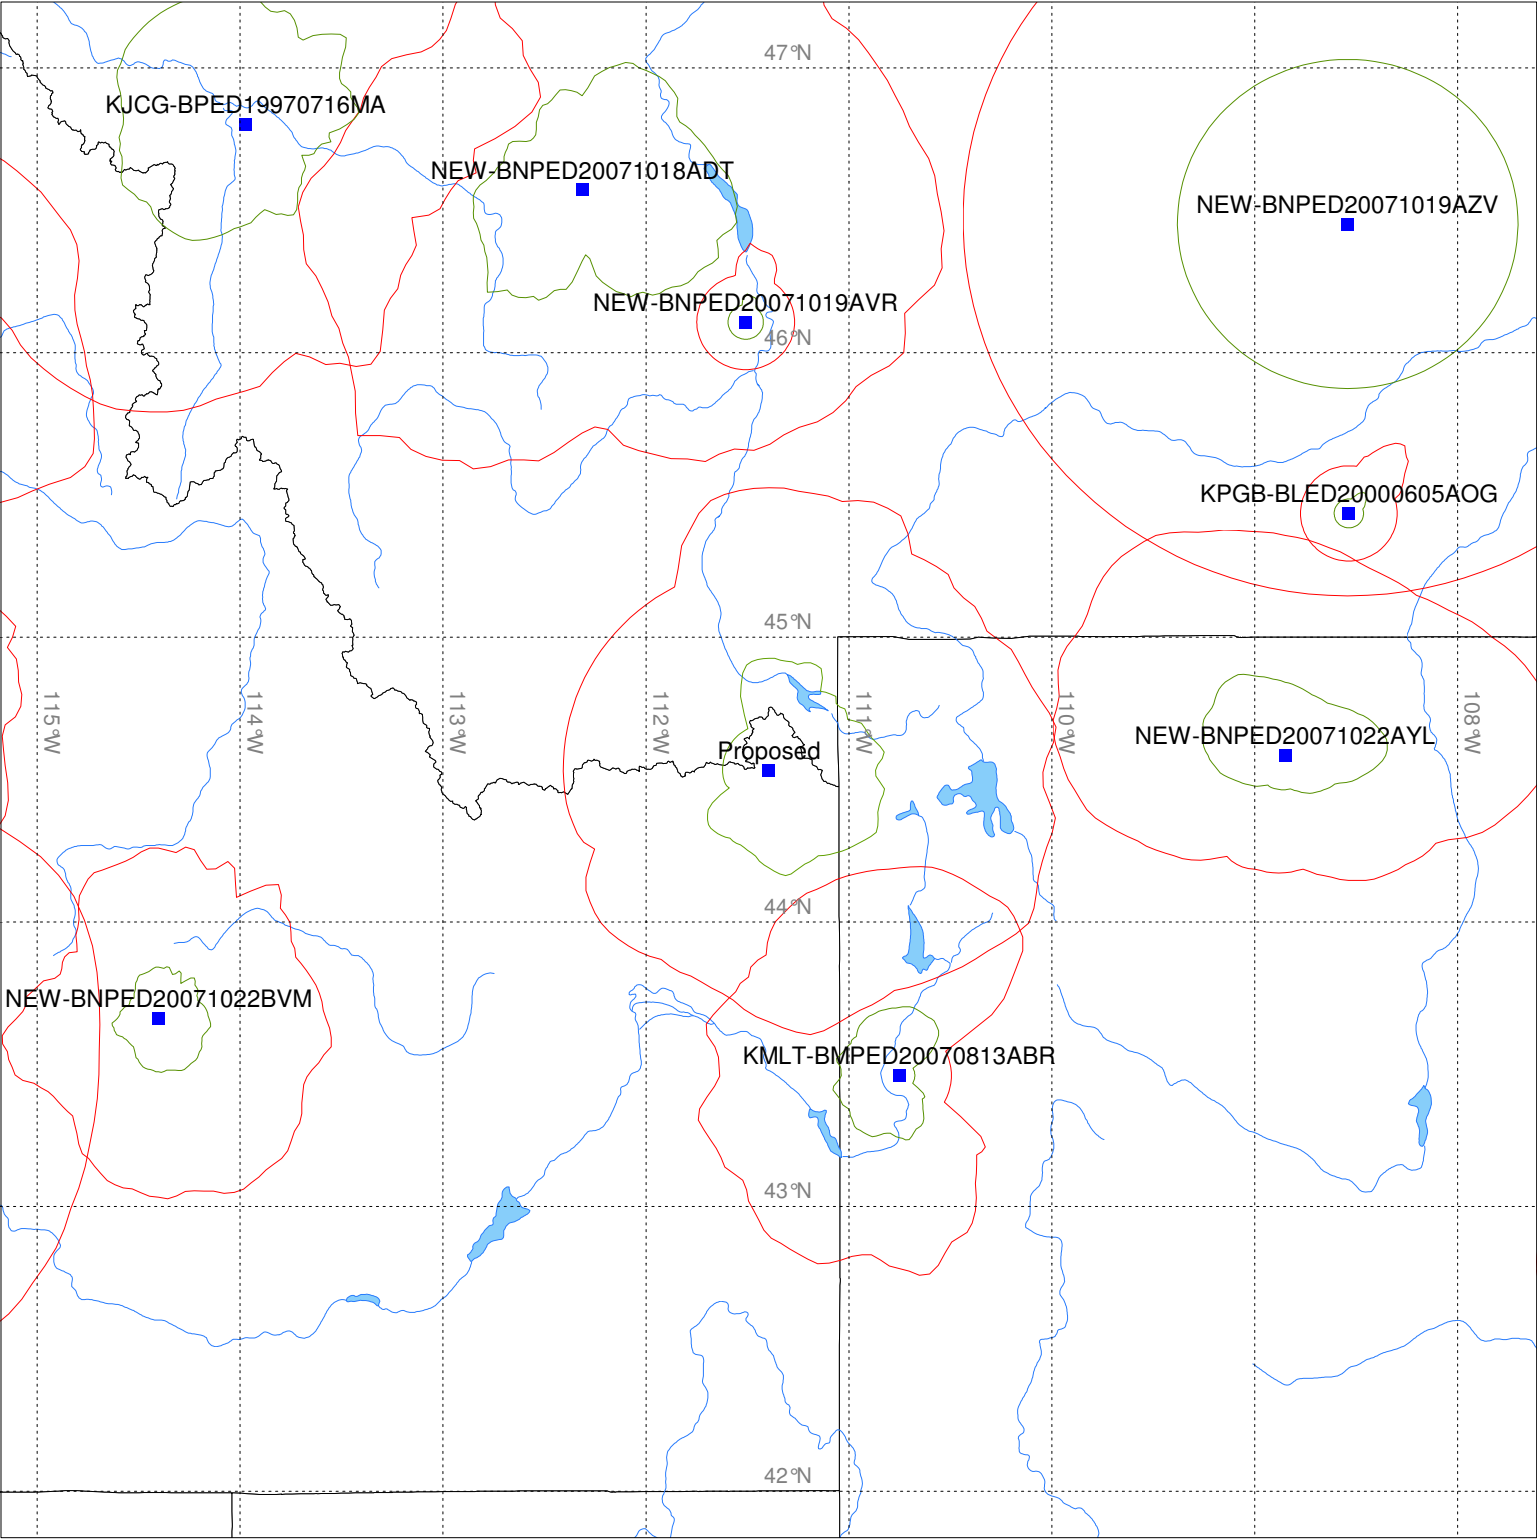 47°N
KJCG-BPED19970716MA
NEW-BNPED20071018ADT
NEW-BNPED20071019AZV
NEW-BNPED20071019AVR
46°N
KPGB-BLED20000605AOG
45°N
115°W
114°W
113°W
112°W
111°W
110°W
108°W
NEW-BNPED20071022AYL
Proposed
44°N
NEW-BNPED20071022BVM
KMLT-BMPED20070813ABR
43°N
42°N